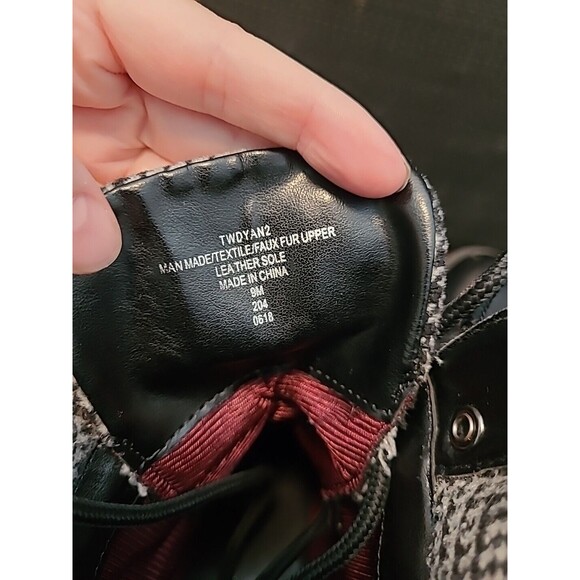 TWDYAN2
MAN MADE/TEXTILE/FAUX FUR UPPER
LEATHER SOLE
MADE IN CHINA
9M
204
0618